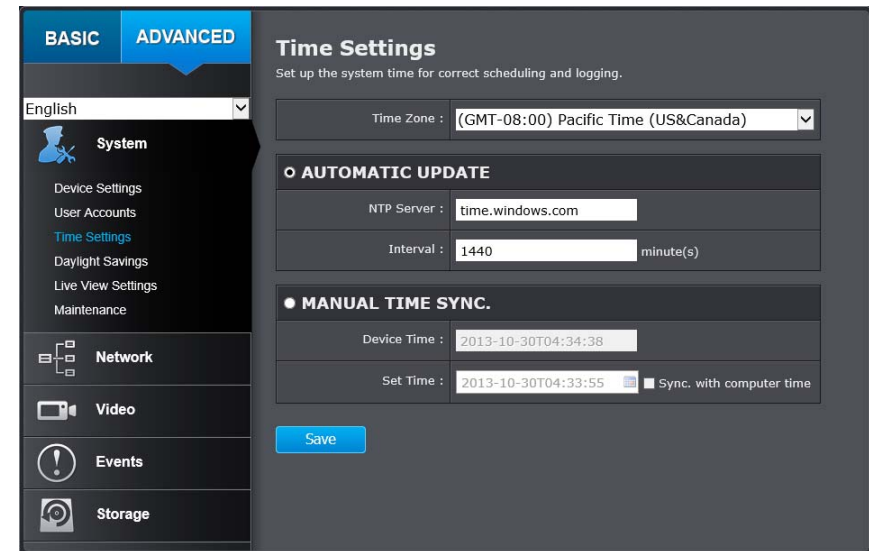 BASIC
ADVANCED
English
System
Device Settings
User Accounts
Time Settings
Daylight Savings
Live View Settings
Maintenance
Network
Video
Events
Storage
Time Settings
Set up the system time for correct scheduling and logging.
Time Zone : (GMT-08:00) Pacific Time (US&Canada)
AUTOMATIC UPDATE
NTP Server : time.windows.com
Interval : 1440 minute(s)
MANUAL TIME SYNC.
Device Time : 2013-10-30T04:34:38
Set Time : 2013-10-30T04:33:55 Sync. with computer time
Save